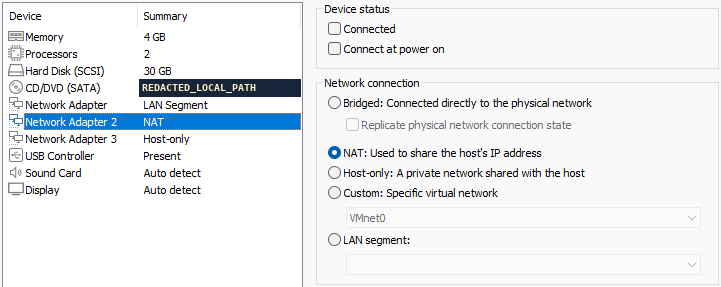 Device Summary
Memory 4 GB
Processors 2
Hard Disk (SCSI) 30 GB
CD/DVD (SATA) REDACTED_LOCAL_PATH
Network Adapter LAN Segment
Network Adapter 2 NAT
Network Adapter 3 Host-only
USB Controller Present
Sound Card Auto detect
Display Auto detect
Device status
Connected
Connect at power on
Network connection
Bridged: Connected directly to the physical network
Replicate physical network connection state
NAT: Used to share the host's IP address
Host-only: A private network shared with the host
Custom: Specific virtual network
VMnet0
LAN segment: